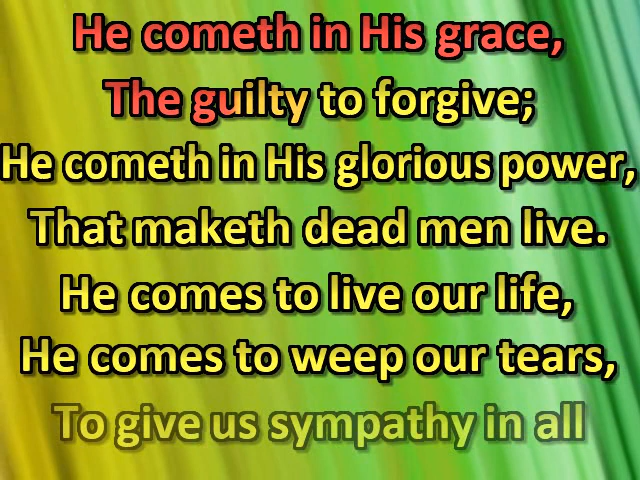 He cometh in His grace,
The guilty to forgive;
He cometh in His glorious power,
That maketh dead men live.
He comes to live our life,
He comes to weep our tears,
To give us sympathy in all